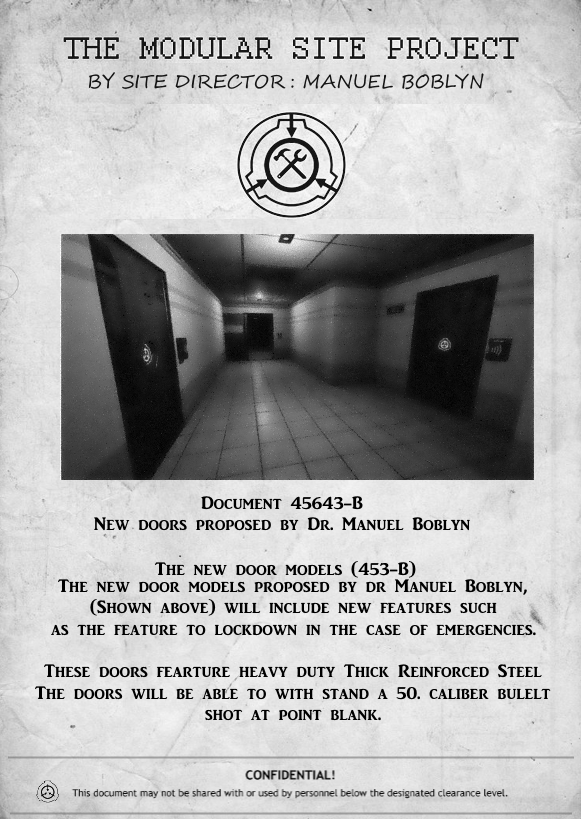 THE MODULAR SITE PROJECT
BY SITE DIRECTOR: MANUEL BOBLYN
Document 45643-B
New doors proposed by Dr. Manuel Boblyn
The new door models (453-B)
The new door models proposed by dr Manuel Boblyn,
(Shown above) will include new features such
as the feature to lockdown in the case of emergencies.
These doors fearture heavy duty Thick Reinforced Steel
The doors will be able to with stand a 50. caliber bulelt
shot at point blank.
CONFIDENTIAL!
This document may not be shared with or used by personnel below the designated clearance level.